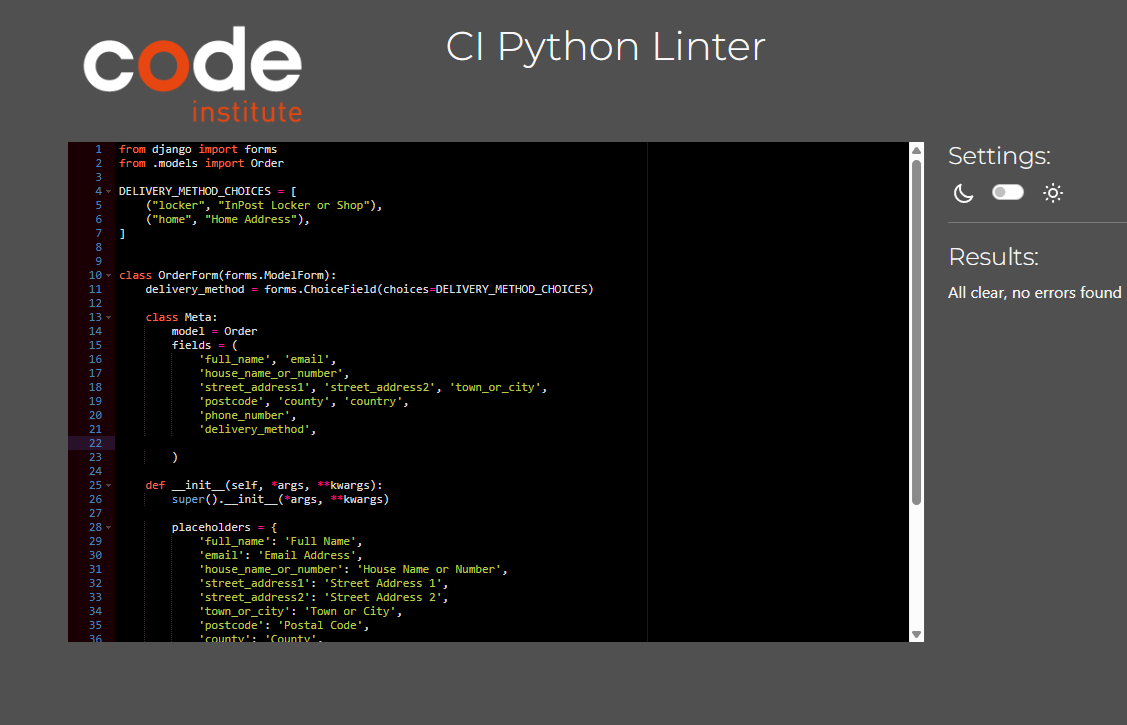 code
institute
CI Python Linter
1 from django import forms
2 from .models import Order
3
4 DELIVERY_METHOD_CHOICES = [
5     ("locker", "InPost Locker or Shop"),
6     ("home", "Home Address"),
7 ]
8
9
10 class OrderForm(forms.ModelForm):
11     delivery_method = forms.ChoiceField(choices=DELIVERY_METHOD_CHOICES)
12
13     class Meta:
14         model = Order
15         fields = (
16             'full_name', 'email',
17             'house_name_or_number',
18             'street_address1', 'street_address2', 'town_or_city',
19             'postcode', 'county', 'country',
20             'phone_number',
21             'delivery_method',
22
23         )
24
25     def __init__(self, *args, **kwargs):
26         super().__init__(*args, **kwargs)
27
28         placeholders = {
29             'full_name': 'Full Name',
30             'email': 'Email Address',
31             'house_name_or_number': 'House Name or Number',
32             'street_address1': 'Street Address 1',
33             'street_address2': 'Street Address 2',
34             'town_or_city': 'Town or City',
35             'postcode': 'Postal Code',
36             'county': 'County',
Settings:
Results:
All clear, no errors found